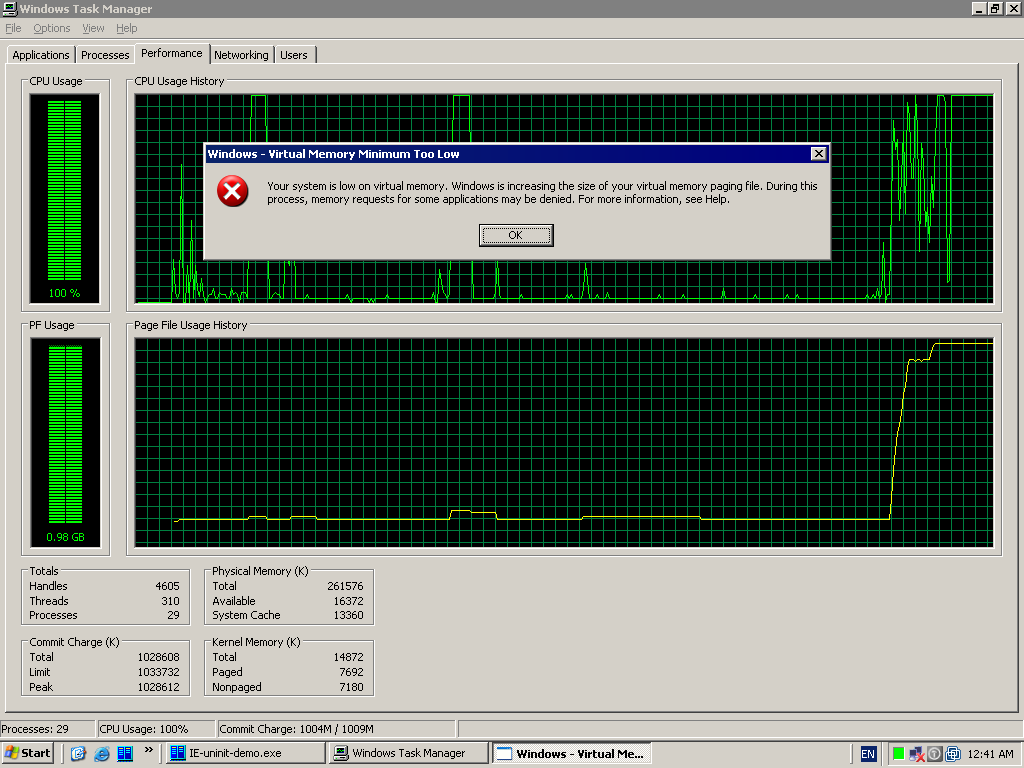 Windows Task Manager
File Options View Help
Applications Processes Performance Networking Users
CPU Usage
CPU Usage History
100 %
Windows - Virtual Memory Minimum Too Low
Your system is low on virtual memory. Windows is increasing the size of your virtual memory paging file. During this
process, memory requests for some applications may be denied. For more information, see Help.
OK
PF Usage
Page File Usage History
0.98 GB
Totals
Handles 4605
Threads 310
Processes 29
Physical Memory (K)
Total 261576
Available 16372
System Cache 13360
Commit Charge (K)
Total 1028608
Limit 1033732
Peak 1028612
Kernel Memory (K)
Total 14872
Paged 7692
Nonpaged 7180
Processes: 29 CPU Usage: 100% Commit Charge: 1004M / 1009M
Start » IE-uninit-demo.exe Windows Task Manager Windows - Virtual Me... EN 12:41 AM